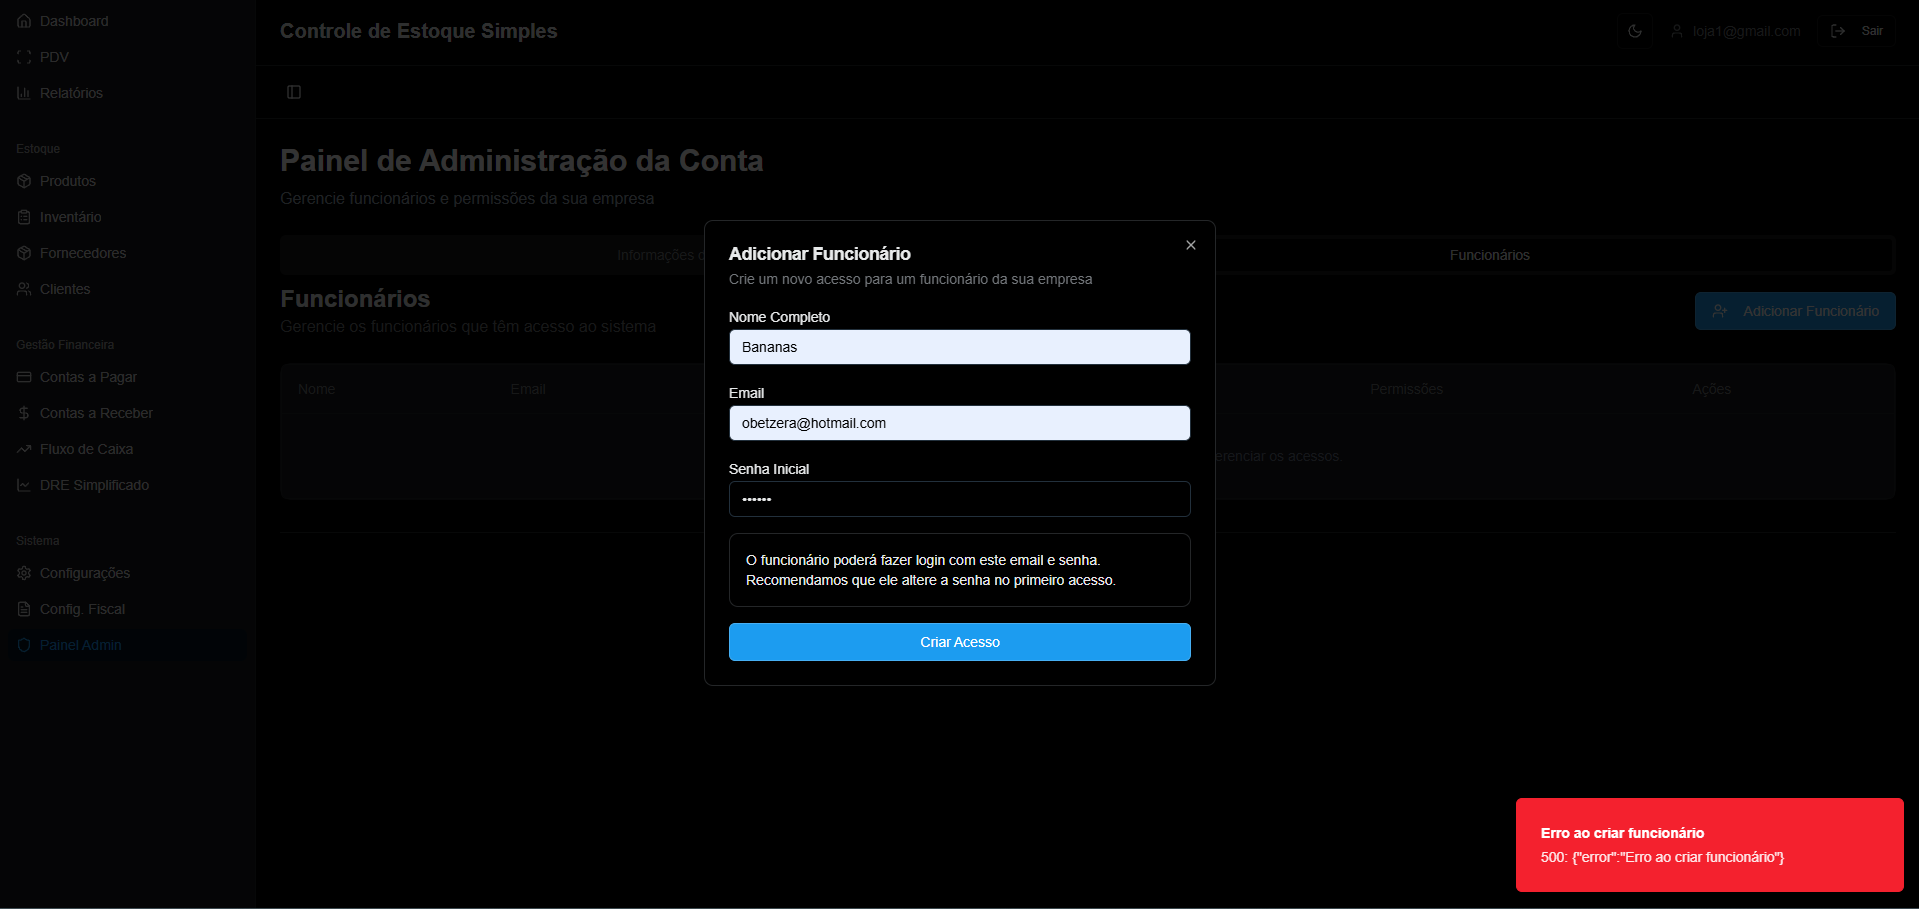 Dashboard
PDV
Relatórios
Estoque
Produtos
Inventário
Fornecedores
Clientes
Gestão Financeira
Contas a Pagar
Contas a Receber
Fluxo de Caixa
DRE Simplificado
Sistema
Configurações
Config. Fiscal
Painel Admin
Controle de Estoque Simples
loja1@gmail.com
Sair
Painel de Administração da Conta
Gerencie funcionários e permissões da sua empresa
Informações
Funcionários
Funcionários
Gerencie os funcionários que têm acesso ao sistema
Adicionar Funcionário
Nome
Email
Permissões
Ações
os acessos.
Adicionar Funcionário
Crie um novo acesso para um funcionário da sua empresa
Nome Completo
Bananas
Email
obetzera@hotmail.com
Senha Inicial
••••••
O funcionário poderá fazer login com este email e senha.
Recomendamos que ele altere a senha no primeiro acesso.
Criar Acesso
Erro ao criar funcionário
500: {"error":"Erro ao criar funcionário"}